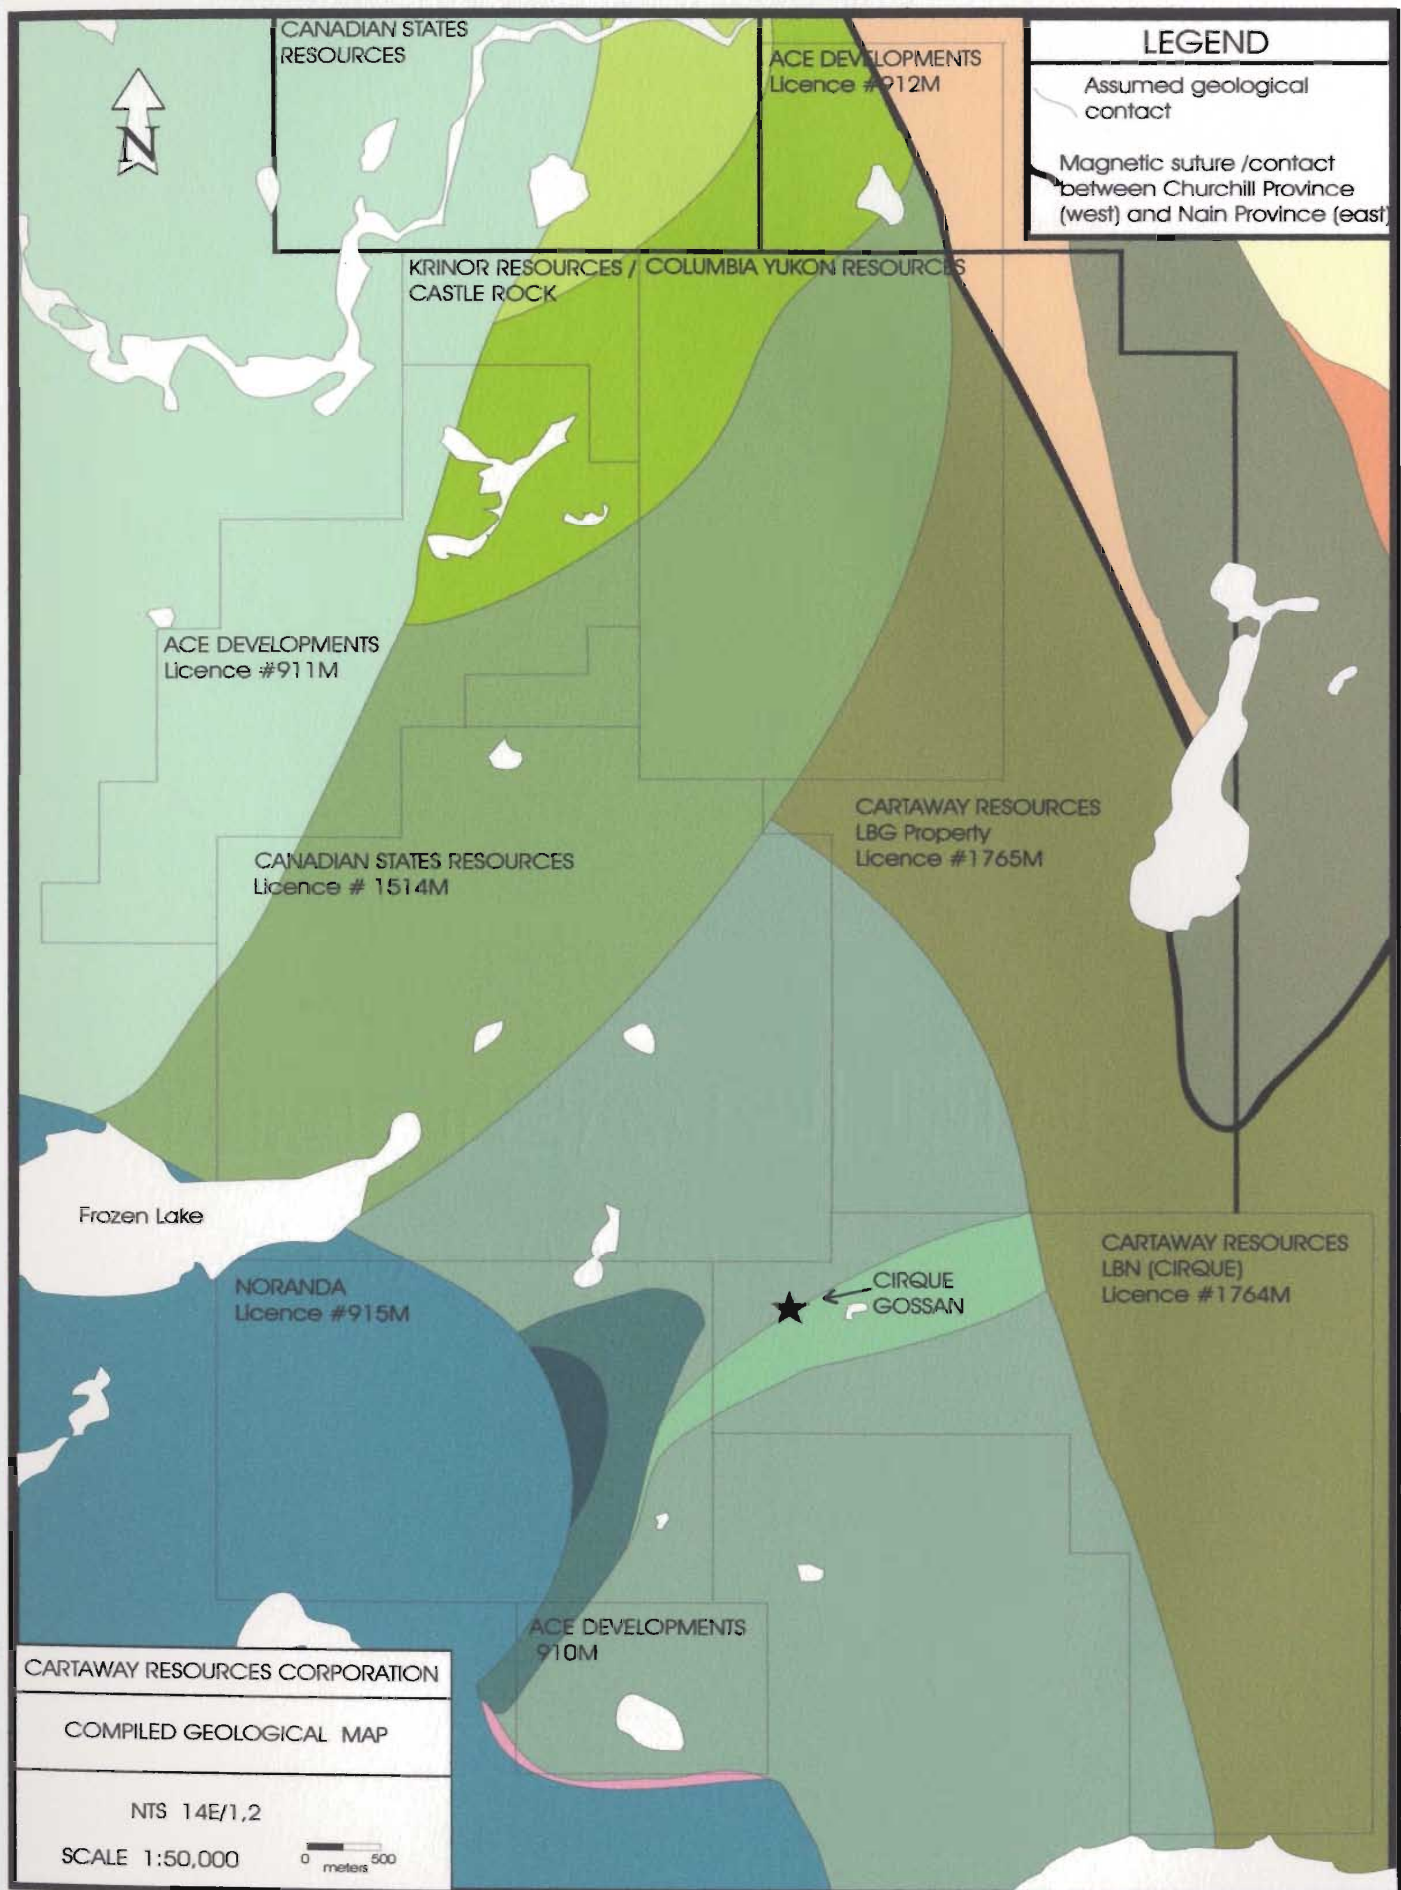 CANADIAN STATES
RESOURCES
ACE DEVELOPMENTS
Licence #912M
LEGEND
Assumed geological
contact
Magnetic suture /contact
between Churchill Province
(west) and Nain Province (east)
N
KRINOR RESOURCES / COLUMBIA YUKON RESOURCES
CASTLE ROCK
ACE DEVELOPMENTS
Licence #911M
CARTAWAY RESOURCES
LBG Property
Licence #1765M
CANADIAN STATES RESOURCES
Licence # 1514M
Frozen Lake
CARTAWAY RESOURCES
LBN (CIRQUE)
Licence #1764M
NORANDA
Licence #915M
CIRQUE
GOSSAN
ACE DEVELOPMENTS
910M
CARTAWAY RESOURCES CORPORATION
COMPILED GEOLOGICAL MAP
NTS 14E/1,2
SCALE 1:50,000
0 500
meters